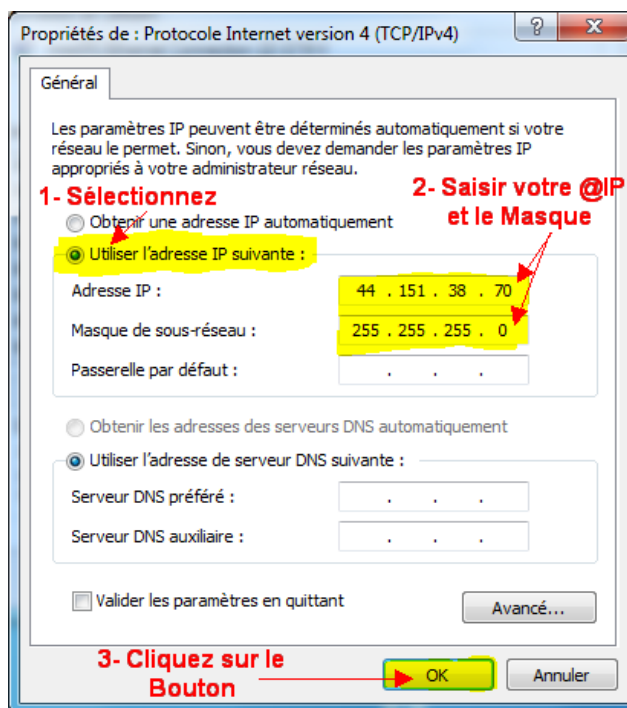 Propriétés de : Protocole Internet version 4 (TCP/IPv4)
Général
Les paramètres IP peuvent être déterminés automatiquement si votre
réseau le permet. Sinon, vous devez demander les paramètres IP
appropriés à votre administrateur réseau.
1- Sélectionnez
2- Saisir votre @IP
et le Masque
Obtenir une adresse IP automatiquement
Utiliser l'adresse IP suivante :
Adresse IP : 44 . 151 . 38 . 70
Masque de sous-réseau : 255 . 255 . 255 . 0
Passerelle par défaut : . . .
Obtenir les adresses des serveurs DNS automatiquement
Utiliser l'adresse de serveur DNS suivante :
Serveur DNS préféré : . . .
Serveur DNS auxiliaire : . . .
Valider les paramètres en quittant
Avancé...
3- Cliquez sur le
Bouton
OK Annuler